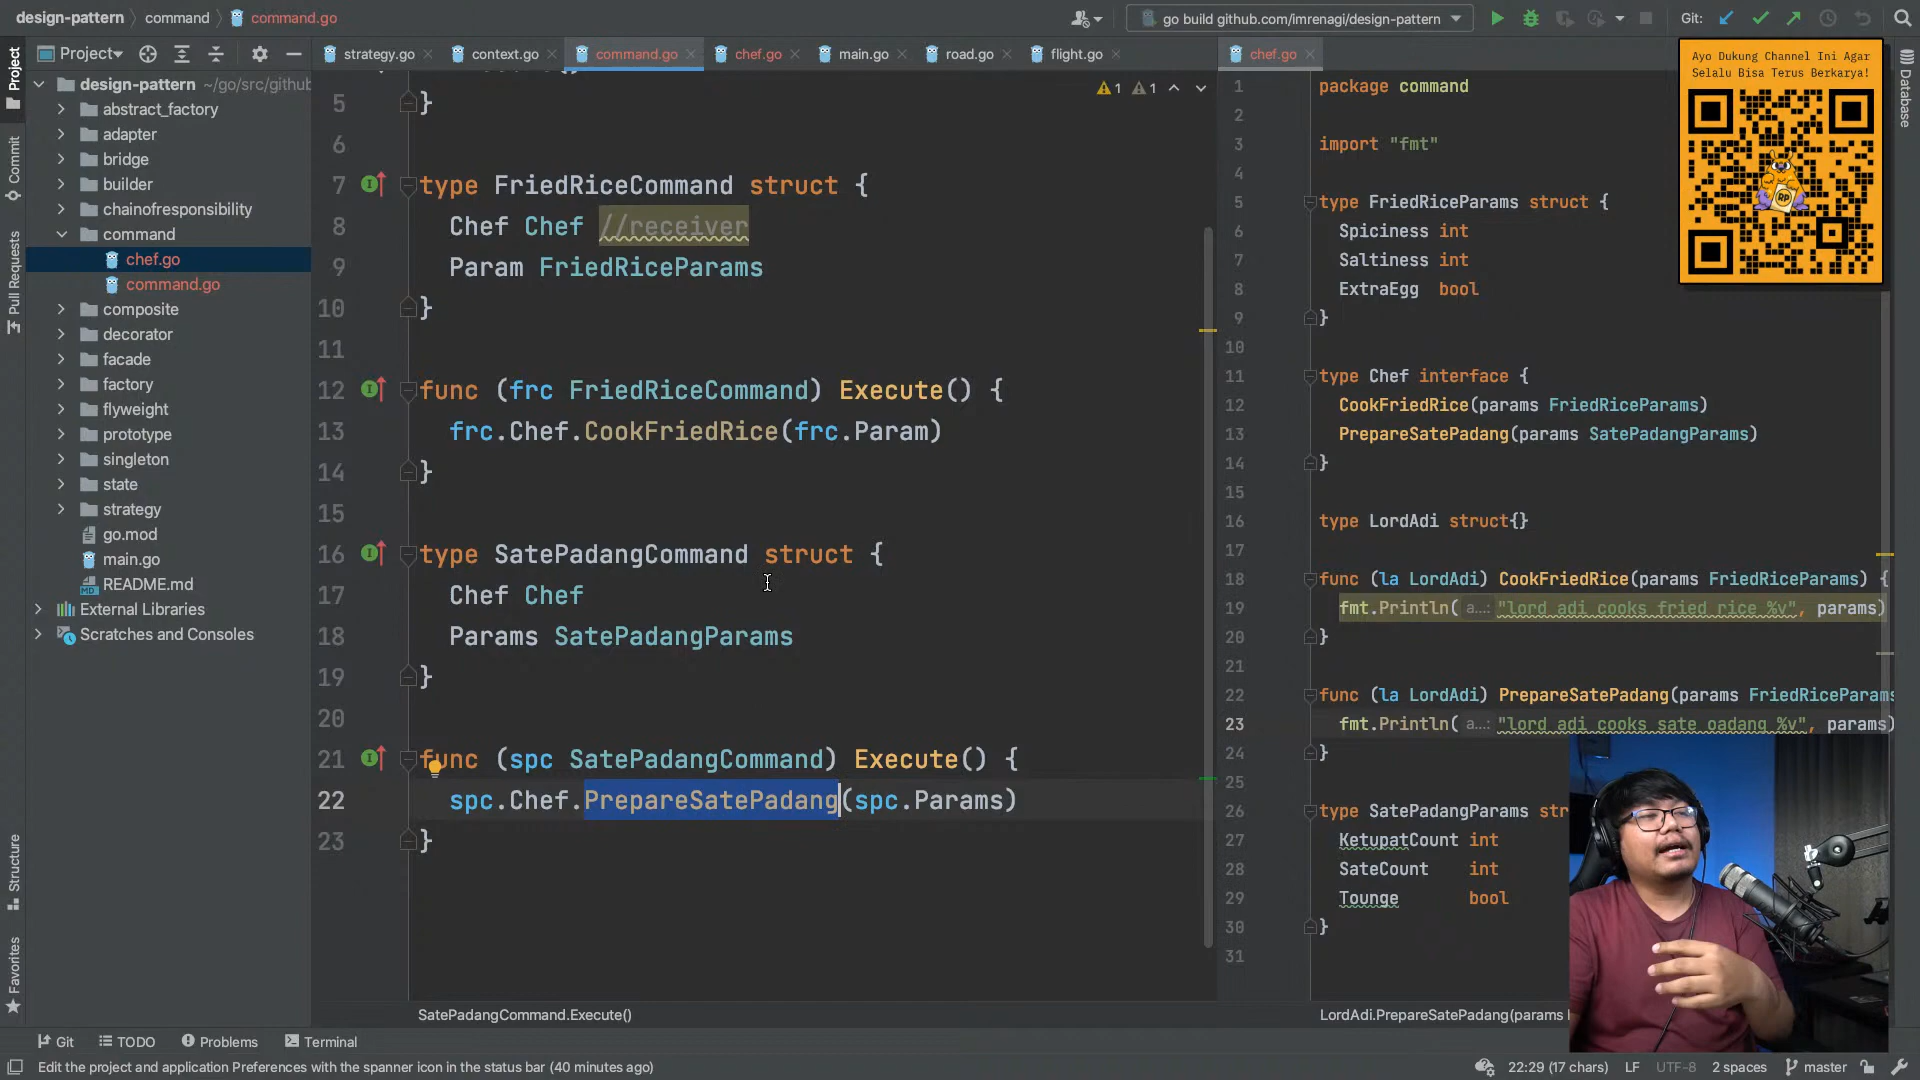 design-pattern command command.go
go build github.com/imrenagi/design-pattern
Git:
Project
strategy.go context.go command.go chef.go main.go road.go flight.go
chef.go
Ayo Dukung Channel Ini Agar
Selalu Bisa Terus Berkarya!
RP
Project
Commit
Pull Requests
Structure
Favorites
Database
design-pattern ~/go/src/github
abstract_factory
adapter
bridge
builder
chainofresponsibility
command
chef.go
command.go
composite
decorator
facade
factory
flyweight
prototype
singleton
state
strategy
go.mod
main.go
README.md
External Libraries
Scratches and Consoles
1 1
5 }
6
7 type FriedRiceCommand struct {
8 Chef Chef //receiver
9 Param FriedRiceParams
10 }
11
12 func (frc FriedRiceCommand) Execute() {
13 frc.Chef.CookFriedRice(frc.Param)
14 }
15
16 type SatePadangCommand struct {
17 Chef Chef
18 Params SatePadangParams
19 }
20
21 func (spc SatePadangCommand) Execute() {
22 spc.Chef.PrepareSatePadang(spc.Params)
23 }
SatePadangCommand.Execute()
1 package command
2
3 import "fmt"
4
5 type FriedRiceParams struct {
6 Spiciness int
7 Saltiness int
8 ExtraEgg bool
9 }
10
11 type Chef interface {
12 CookFriedRice(params FriedRiceParams)
13 PrepareSatePadang(params SatePadangParams)
14 }
15
16 type LordAdi struct{}
17
18 func (la LordAdi) CookFriedRice(params FriedRiceParams) {
19 fmt.Println( a...: "lord adi cooks fried rice %v", params)
20 }
21
22 func (la LordAdi) PrepareSatePadang(params FriedRiceParams
23 fmt.Println( a...: "lord adi cooks sate oadang %v", params)
24 }
25
26 type SatePadangParams str
27 KetupatCount int
28 SateCount int
29 Tounge bool
30 }
31
LordAdi.PrepareSatePadang(params
Git TODO Problems Terminal
Edit the project and application Preferences with the spanner icon in the status bar (40 minutes ago)
22:29 (17 chars) LF UTF-8 2 spaces master